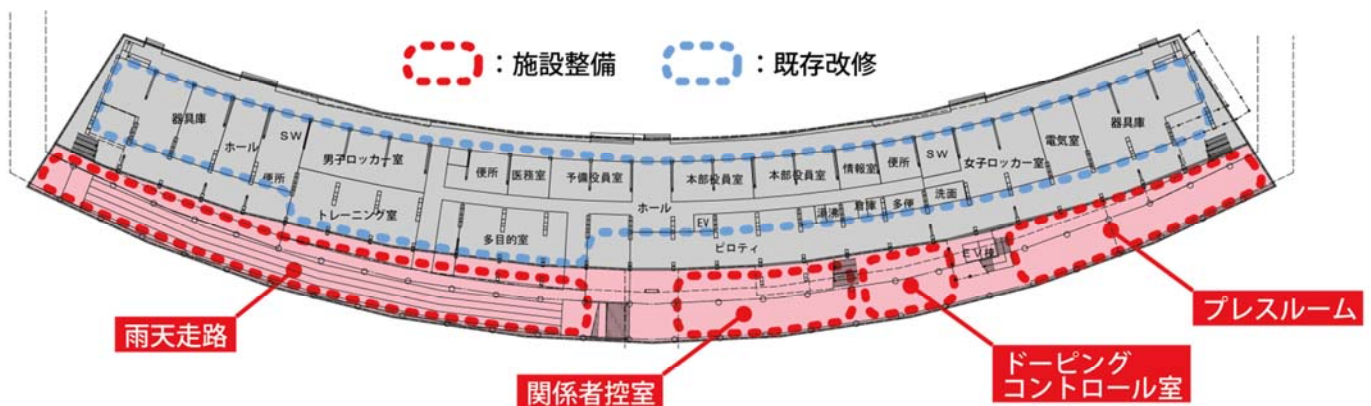 ：施設整備
：既存改修
器具庫
ホール
SW
便所
男子ロッカー室
トレーニング室
便所
医務室
予備役員室
多目的室
ホール
本部役員室
本部役員室
情報室
便所
SW
女子ロッカー室
電気室
器具庫
EV
湯沸
倉庫
多便
洗面
ピロティ
雨天走路
関係者控室
ドーピング
コントロール室
プレスルーム